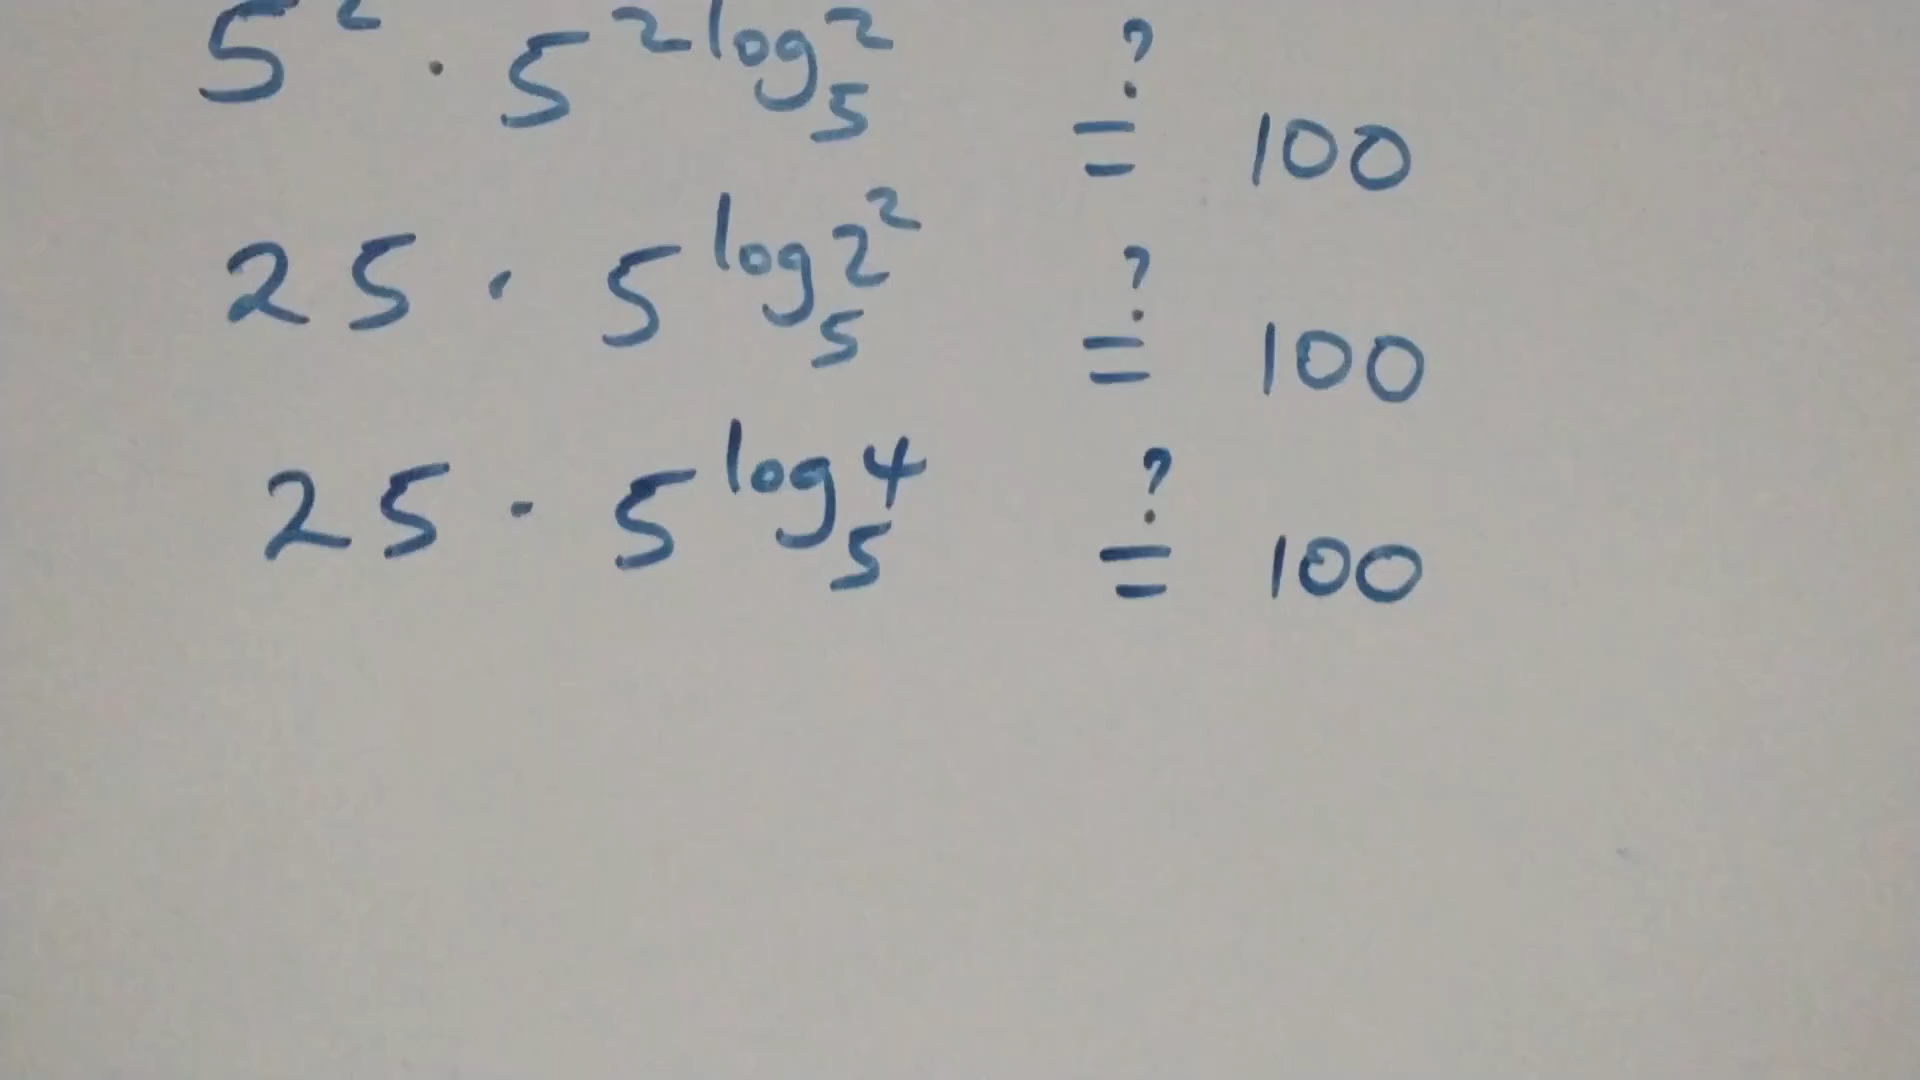 5² · 5^(2log₅2) ≟ 100
25 · 5^(log₅2²) ≟ 100
25 · 5^(log₅4) ≟ 100